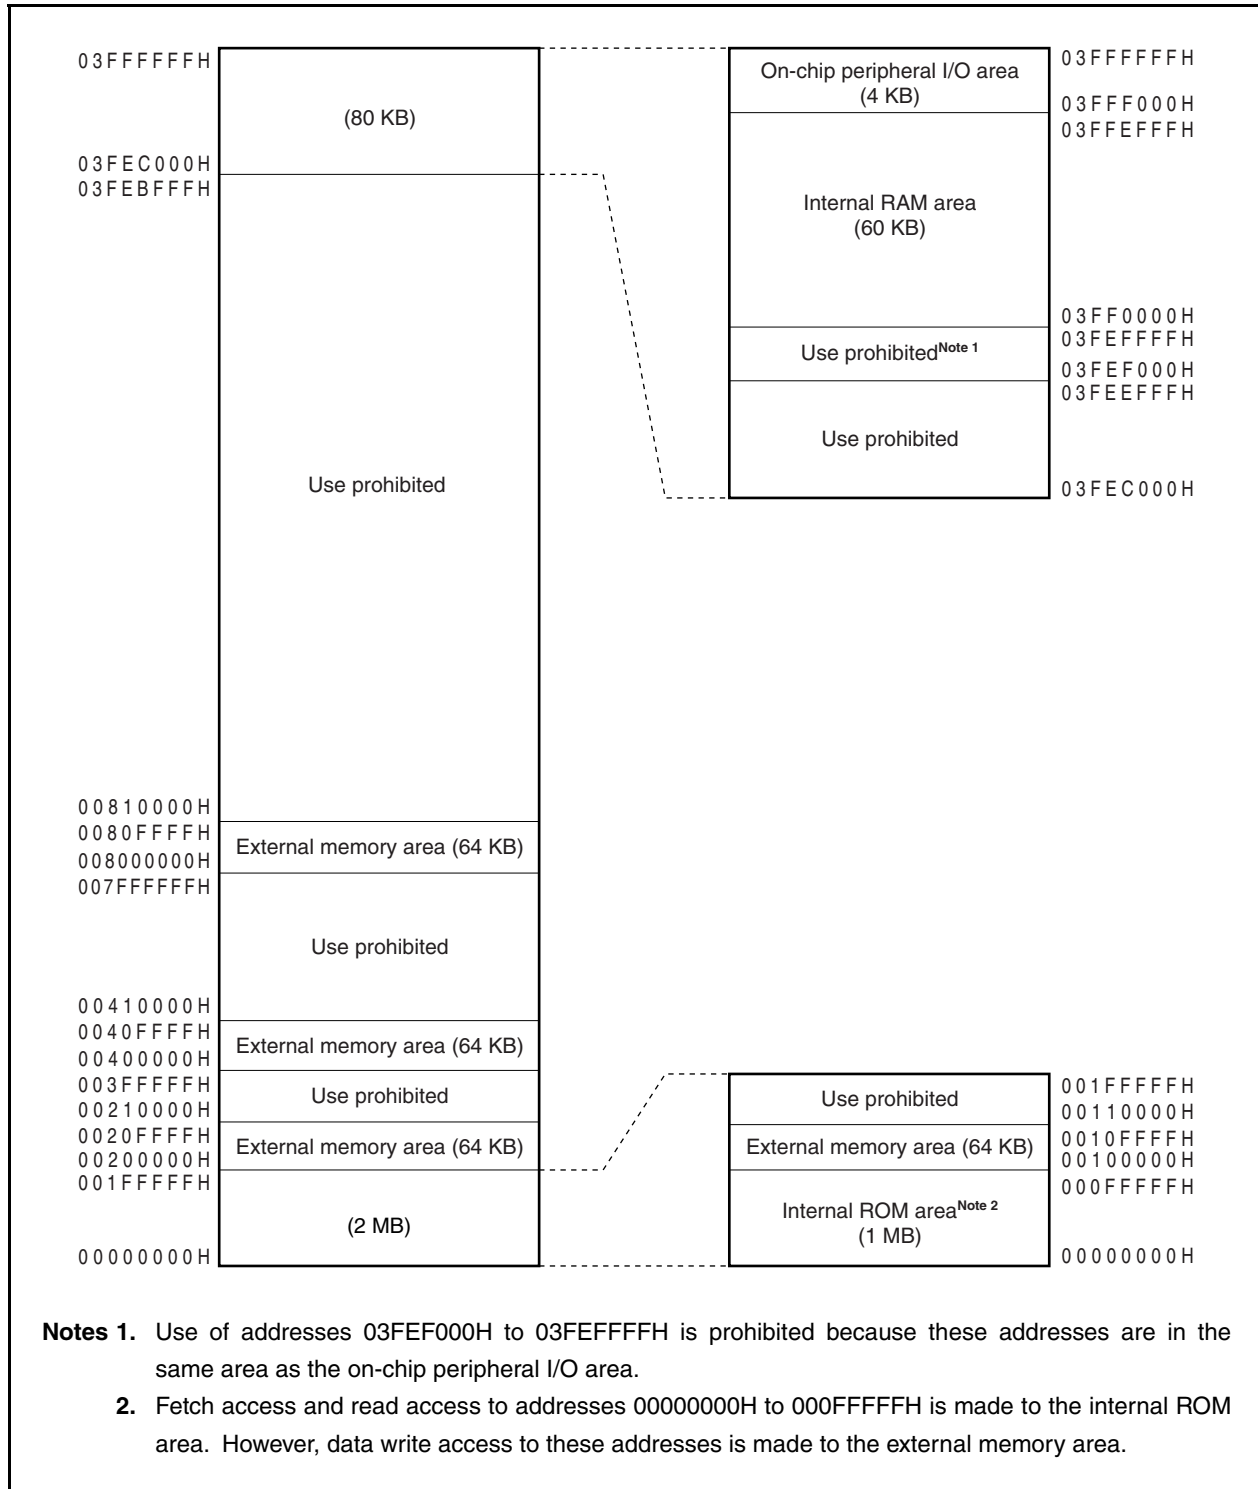 03FFFFFFH
(80 KB)
03FEC000H
03FEBFFFH
Use prohibited
00810000H
0080FFFFH
External memory area (64 KB)
008000000H
007FFFFFFH
Use prohibited
00410000H
0040FFFFH
External memory area (64 KB)
00400000H
003FFFFFH
Use prohibited
00210000H
0020FFFFH
External memory area (64 KB)
00200000H
001FFFFFH
(2 MB)
00000000H
On-chip peripheral I/O area
(4 KB)
03FFFFFFH
03FFF000H
03FFEFFFH
Internal RAM area
(60 KB)
03FF0000H
03FEFFFFH
Use prohibitedNote 1
03FEF000H
03FEEFFFH
Use prohibited
03FEC000H
001FFFFFH
Use prohibited
00110000H
0010FFFFH
External memory area (64 KB)
00100000H
000FFFFFH
Internal ROM areaNote 2
(1 MB)
00000000H
Notes 1. Use of addresses 03FEF000H to 03FEFFFFH is prohibited because these addresses are in the
same area as the on-chip peripheral I/O area.
2. Fetch access and read access to addresses 00000000H to 000FFFFFH is made to the internal ROM
area. However, data write access to these addresses is made to the external memory area.